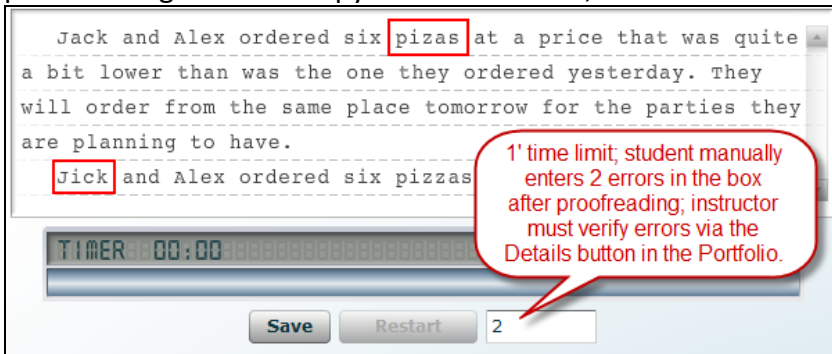 Jack and Alex ordered six pizas at a price that was quite
a bit lower than was the one they ordered yesterday. They
will order from the same place tomorrow for the parties they
are planning to have.
Jick and Alex ordered six pizzas
1' time limit; student manually
enters 2 errors in the box
after proofreading; instructor
must verify errors via the
Details button in the Portfolio.
TIMER 00:00
Save Restart 2